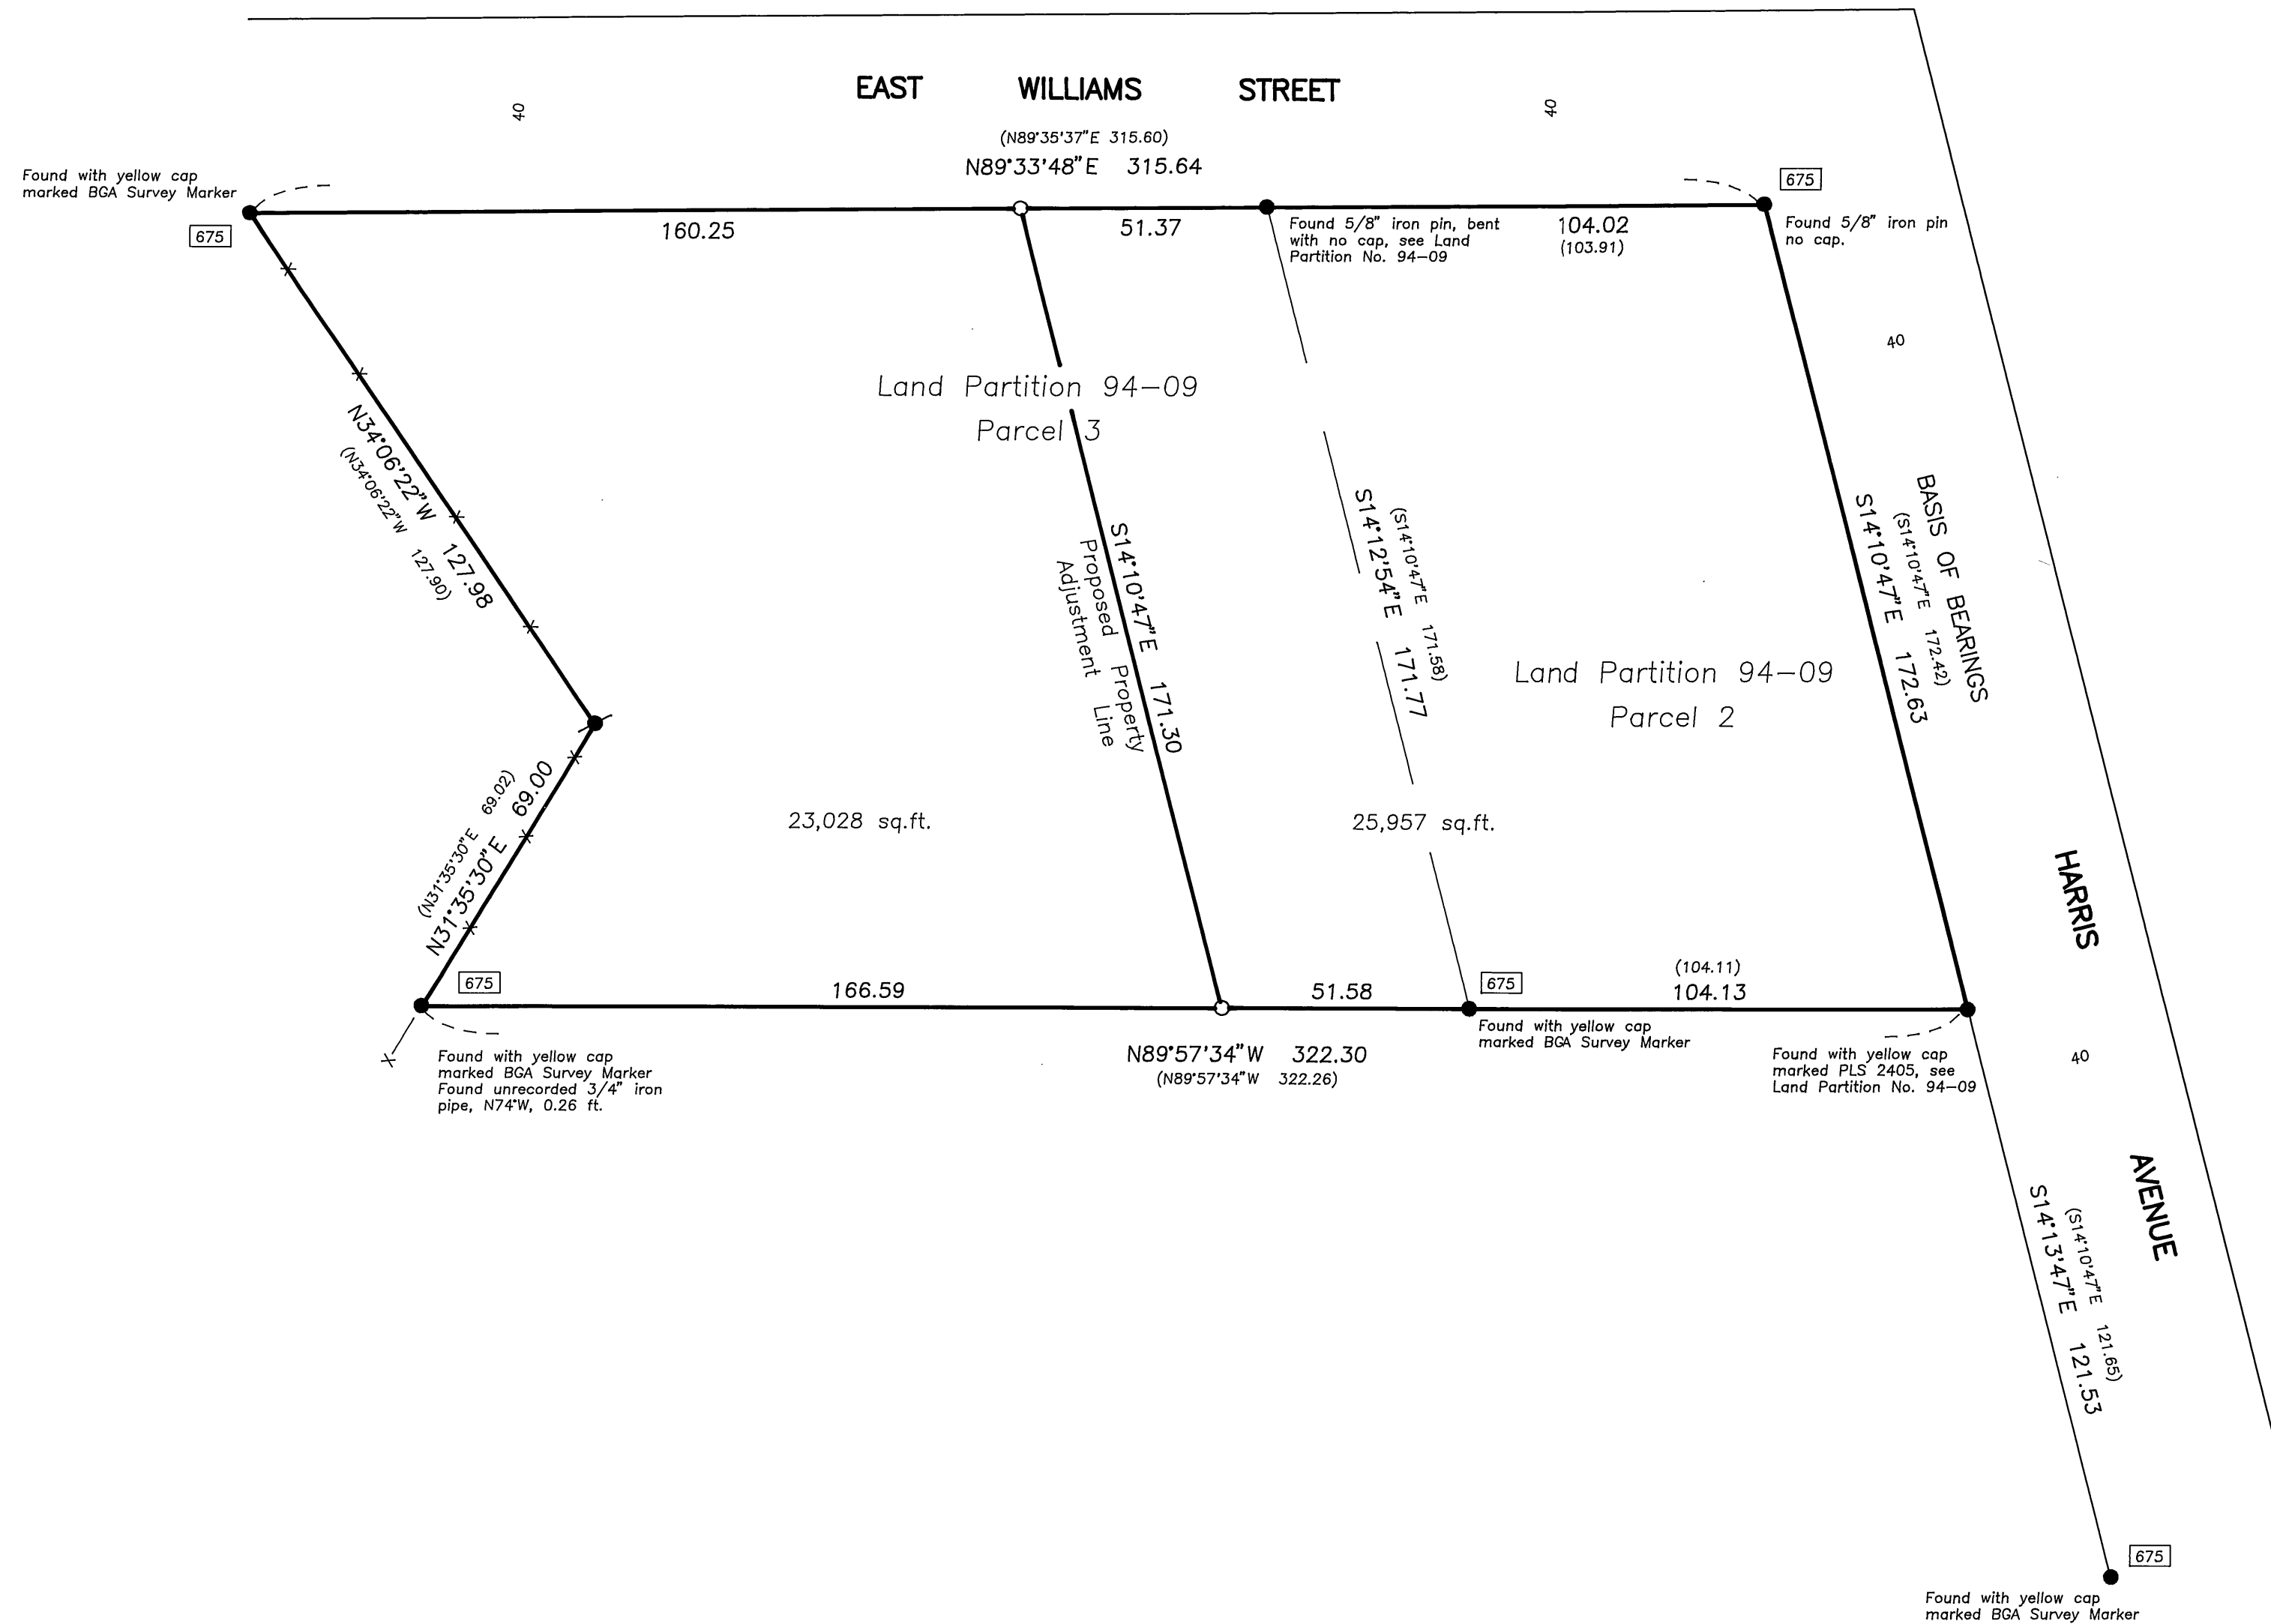 EAST WILLIAMS STREET
40
40
(N89°35'37"E 315.60)
N89°33'48"E 315.64
Found with yellow cap
marked BGA Survey Marker
675
675
160.25
51.37
Found 5/8" iron pin, bent
with no cap, see Land
Partition No. 94-09
104.02
(103.91)
Found 5/8" iron pin
no cap.
40
Land Partition 94-09
Parcel 3
N34°06'22"W 127.98
(N34°06'22"W 127.90)
S14°10'47"E 171.30
Proposed Property
Adjustment Line
(S14°10'47"E 171.58)
S14°12'54"E 171.77
BASIS OF BEARINGS
(S14°10'47"E 172.42)
S14°10'47"E 172.63
Land Partition 94-09
Parcel 2
(N31°35'30"E 69.02)
N31°35'30"E 69.00
23,028 sq.ft.
25,957 sq.ft.
HARRIS
AVENUE
675
166.59
51.58
675
(104.11)
104.13
Found with yellow cap
marked BGA Survey Marker
N89°57'34"W 322.30
(N89°57'34"W 322.26)
Found with yellow cap
marked BGA Survey Marker
Found unrecorded 3/4" iron
pipe, N74°W, 0.26 ft.
Found with yellow cap
marked PLS 2405, see
Land Partition No. 94-09
40
(S14°10'47"E 121.65)
S14°13'47"E 121.53
675
Found with yellow cap
marked BGA Survey Marker